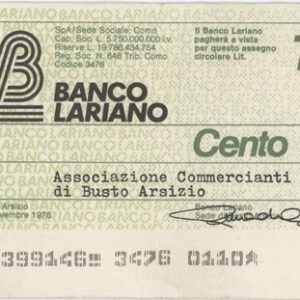 SpA/Sede Sociale: Como
Cap. Soc. L. 5.750.000.000 i.v.
Riserve L. 19.786.434.754
Reg. Soc. N. 646 Trib. Como
Codice 3476
Il Banco Lariano
pagherà a vista
per questo assegno
circolare Lit.
BANCO
LARIANO
Cento
Associazione Commercianti
di Busto Arsizio
Arsizio
vembre 1976
Banco Lariano
Sede
399146 3476 0110